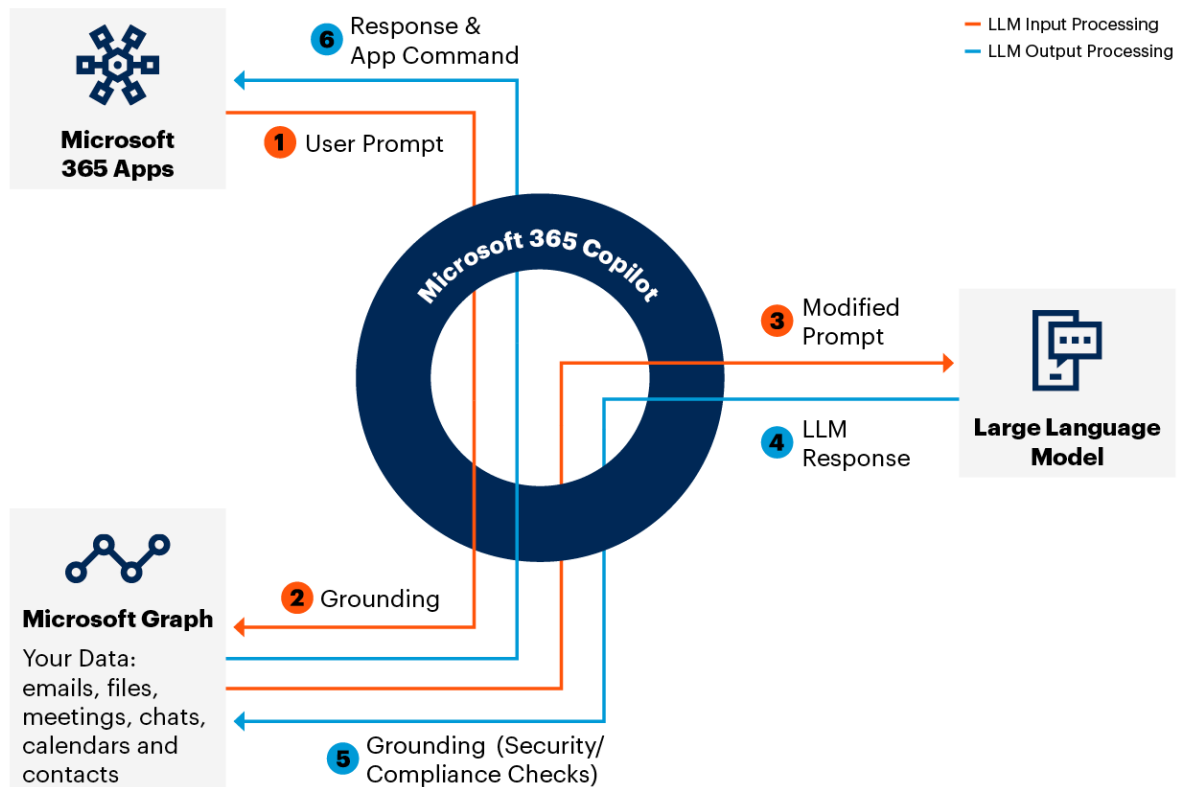 6 Response &
App Command
LLM Input Processing
LLM Output Processing
Microsoft
365 Apps
1 User Prompt
Microsoft 365 Copilot
3 Modified
Prompt
Large Language
Model
4 LLM
Response
2 Grounding
Microsoft Graph
Your Data:
emails, files,
meetings, chats,
calendars and
contacts
5 Grounding (Security/
Compliance Checks)